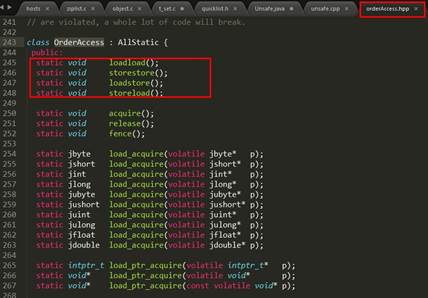 hosts ziplist.c object.c t_set.c quicklist.h Unsafe.java unsafe.cpp orderAccess.hpp
241 // are violated, a whole lot of code will break.
242
243 class OrderAccess : AllStatic {
244 public:
245 static void loadload();
246 static void storestore();
247 static void loadstore();
248 static void storeload();
249
250 static void acquire();
251 static void release();
252 static void fence();
253
254 static jbyte load_acquire(volatile jbyte* p);
255 static jshort load_acquire(volatile jshort* p);
256 static jint load_acquire(volatile jint* p);
257 static jlong load_acquire(volatile jlong* p);
258 static jubyte load_acquire(volatile jubyte* p);
259 static jushort load_acquire(volatile jushort* p);
260 static juint load_acquire(volatile juint* p);
261 static julong load_acquire(volatile julong* p);
262 static jfloat load_acquire(volatile jfloat* p);
263 static jdouble load_acquire(volatile jdouble* p);
264
265 static intptr_t load_ptr_acquire(volatile intptr_t* p);
266 static void* load_ptr_acquire(volatile void* p);
267 static void* load_ptr_acquire(const volatile void* p);
268